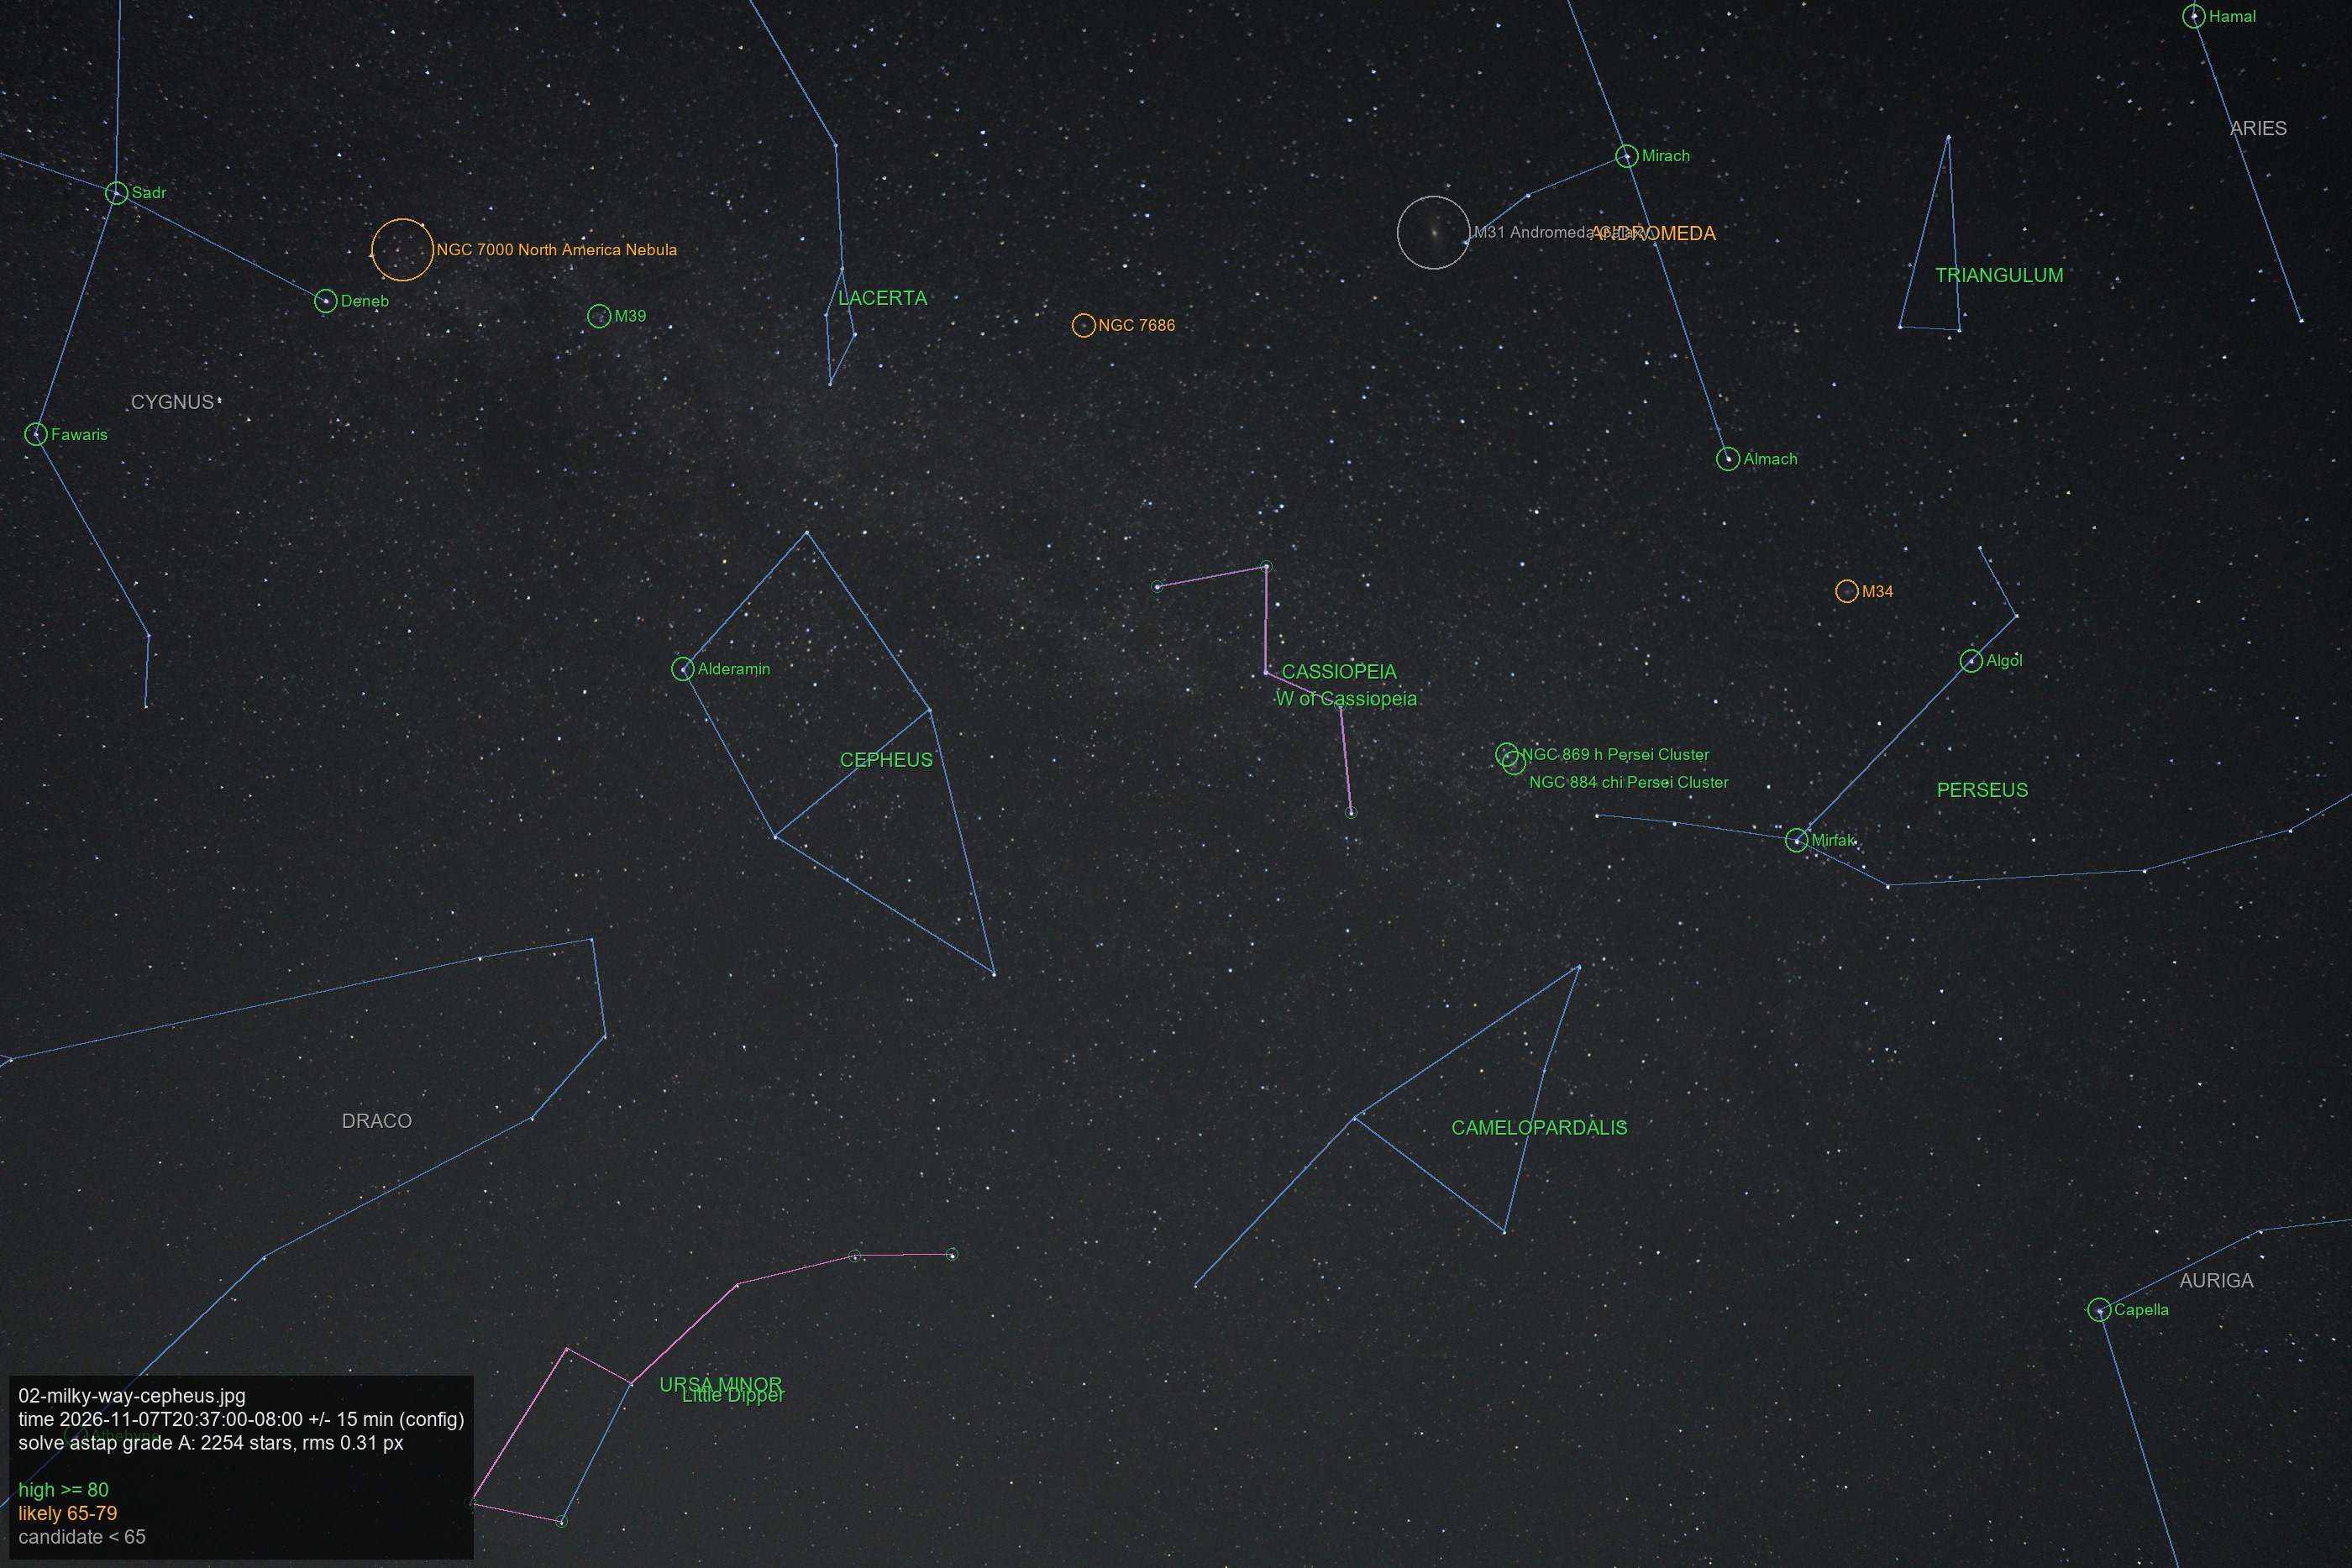 Hamal
ARIES
Mirach
Sadr
M31 Andromeda Galaxy
ANDROMEDA
NGC 7000 North America Nebula
TRIANGULUM
Deneb
LACERTA
M39
NGC 7686
CYGNUS
Fawaris
Almach
M34
Algol
Alderamin
CASSIOPEIA
W of Cassiopeia
CEPHEUS
NGC 869 h Persei Cluster
NGC 884 chi Persei Cluster
PERSEUS
Mirfak
DRACO
CAMELOPARDALIS
AURIGA
Capella
URSA MINOR
Little Dipper
02-milky-way-cepheus.jpg
time 2026-11-07T20:37:00-08:00 +/- 15 min (config)
Athebyne
solve astap grade A: 2254 stars, rms 0.31 px
high >= 80
likely 65-79
candidate < 65